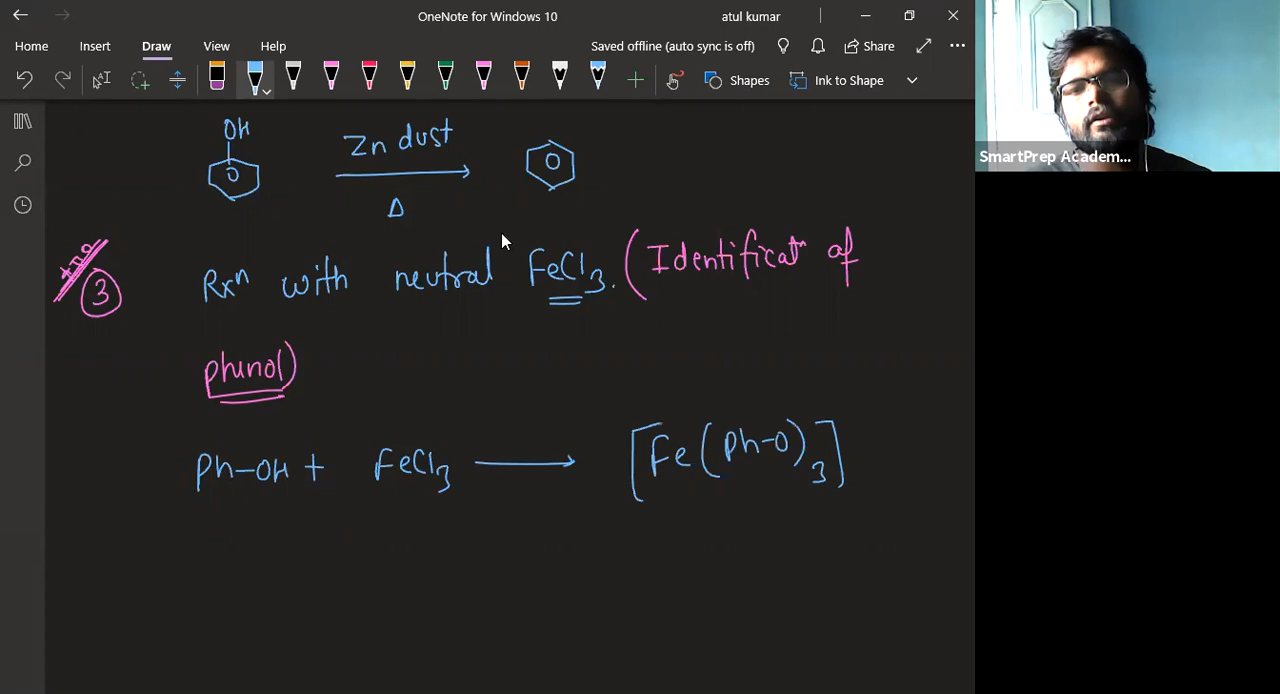 OneNote for Windows 10
atul kumar
Home Insert Draw View Help
Saved offline (auto sync is off)
Share
Shapes
Ink to Shape
SmartPrep Academ...
OH
Zn dust
Δ
3 Rxn with neutral FeCl3. (Identificatn of
phenol)
Ph-OH + FeCl3 → [Fe(Ph-O)3]